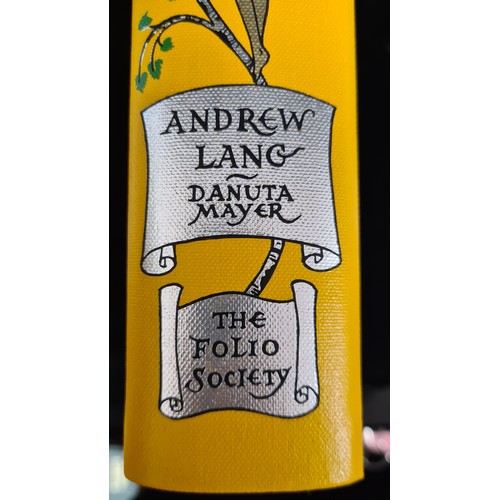 ANDREW
LANG
~
DANUTA
MAYER
THE
FOLIO
SOCIETY